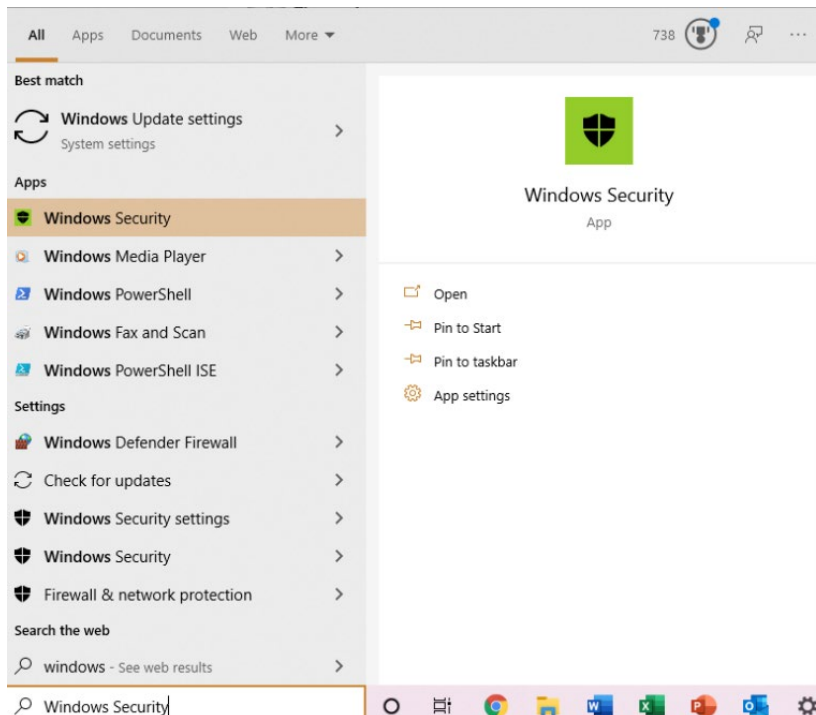 All Apps Documents Web More 738 ...
Best match
Windows Update settings
System settings
Apps
Windows Security
Windows Media Player
Windows PowerShell
Windows Fax and Scan
Windows PowerShell ISE
Settings
Windows Defender Firewall
Check for updates
Windows Security settings
Windows Security
Firewall & network protection
Search the web
windows - See web results
Windows Security
Windows Security
App
Open
Pin to Start
Pin to taskbar
App settings